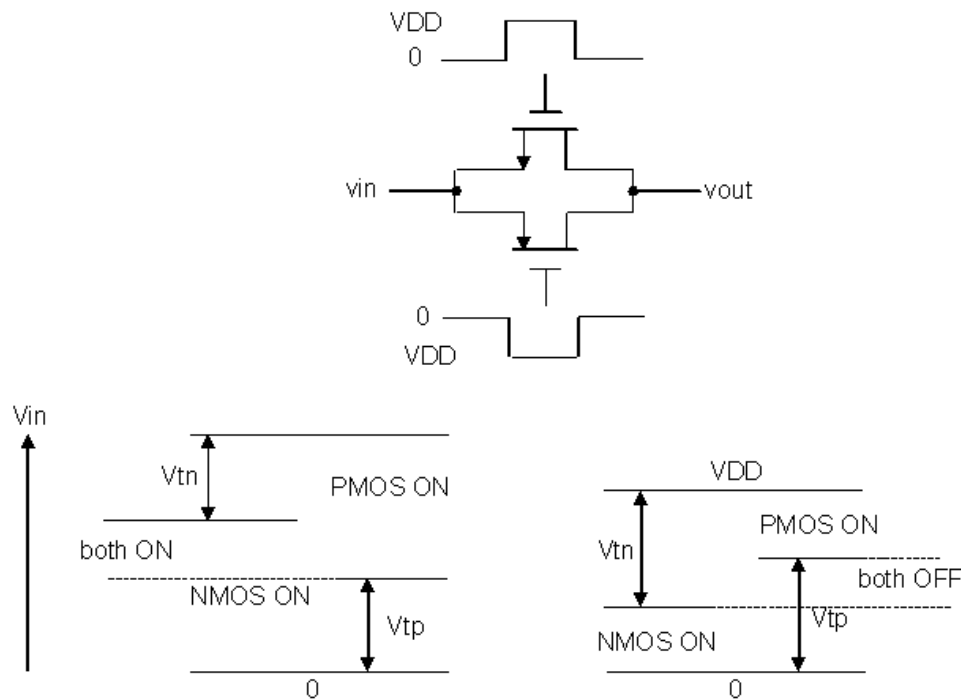 VDD
0
vin
vout
0
VDD
Vin
Vtn
PMOS ON
both ON
NMOS ON
Vtp
0
VDD
PMOS ON
Vtn
both OFF
Vtp
NMOS ON
0